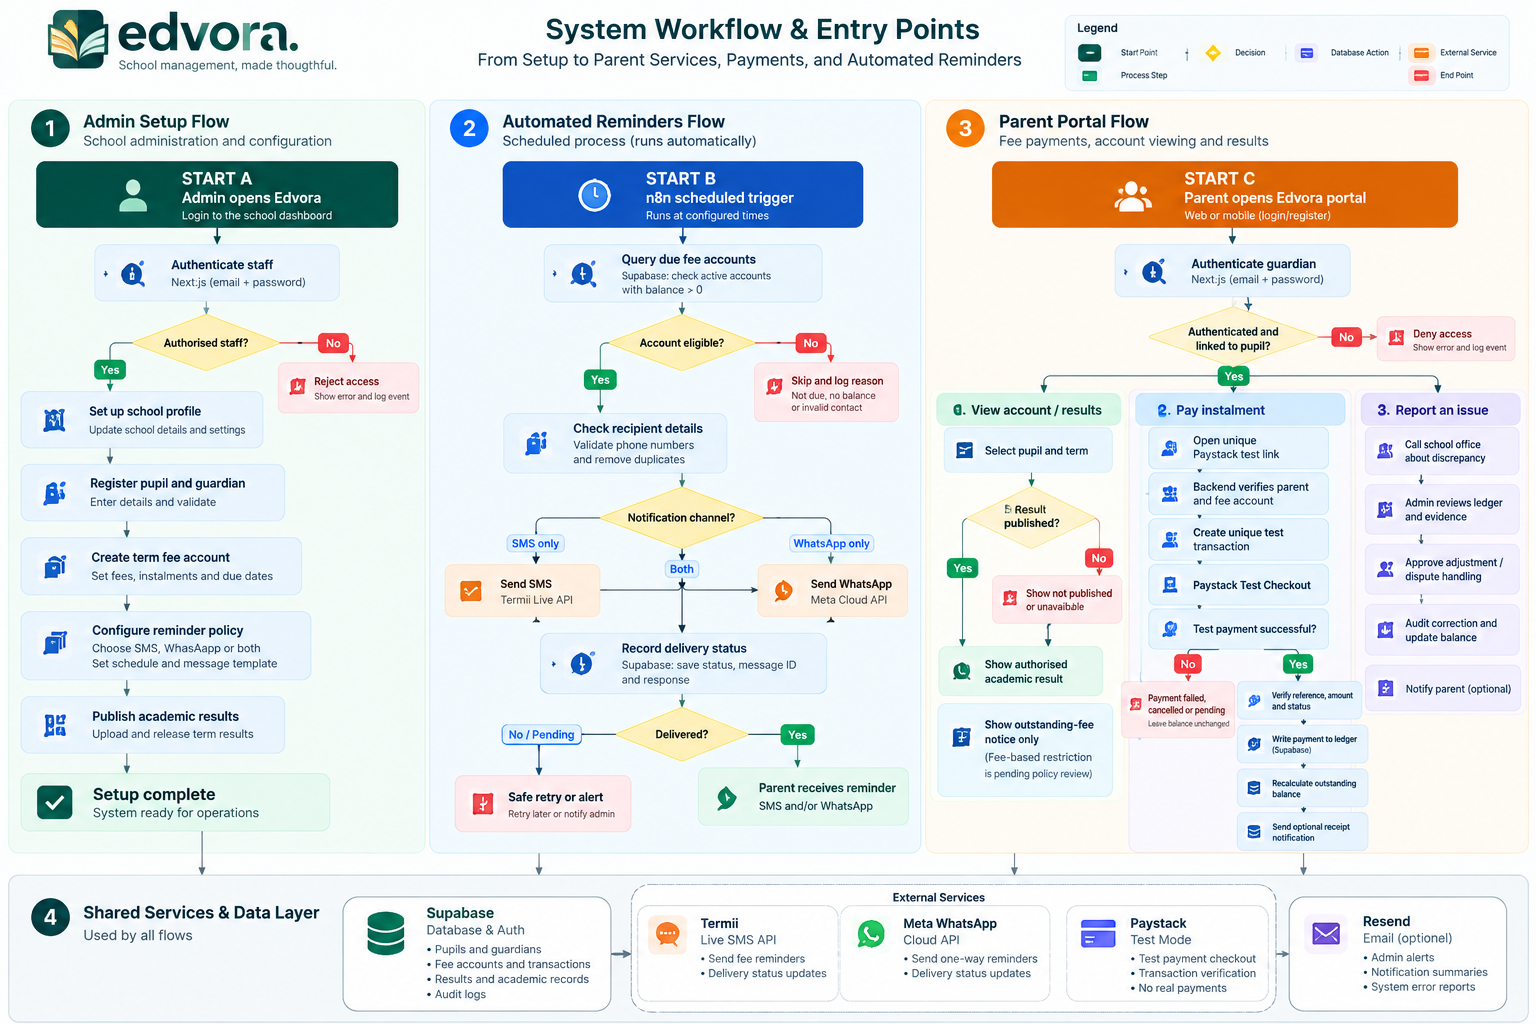 edvora.
School management, made thougthful.
System Workflow & Entry Points
From Setup to Parent Services, Payments, and Automated Reminders
Legend
Start Point
Decision
Database Action
External Service
Process Step
End Point
1
Admin Setup Flow
School administration and configuration
START A
Admin opens Edvora
Login to the school dashboard
Authenticate staff
Next.js (email + password)
Authorised staff?
No
Yes
Reject access
Show error and log event
Set up school profile
Update school details and settings
Register pupil and guardian
Enter details and validate
Create term fee account
Set fees, instalments and due dates
Configure reminder policy
Choose SMS, WhasAapp or both
Set schedule and message template
Publish academic results
Upload and release term results
Setup complete
System ready for operations
2
Automated Reminders Flow
Scheduled process (runs automatically)
START B
n8n scheduled trigger
Runs at configured times
Query due fee accounts
Supabase: check active accounts
with balance > 0
Account eligible?
No
Yes
Skip and log reason
Not due, no balance
or invalid contact
Check recipient details
Validate phone numbers
and remove duplicates
Notification channel?
SMS only
WhatsApp only
Both
Send SMS
Termii Live API
Send WhatsApp
Meta Cloud API
Record delivery status
Supabase: save status, message ID
and response
Delivered?
No / Pending
Yes
Safe retry or alert
Retry later or notify admin
Parent receives reminder
SMS and/or WhatsApp
3
Parent Portal Flow
Fee payments, account viewing and results
START C
Parent opens Edvora portal
Web or mobile (login/register)
Authenticate guardian
Next.js (email + password)
Authenticated and
linked to pupil?
No
Deny access
Show error and log event
Yes
View account / results
Select pupil and term
Result
published?
Yes
No
Show not published
or unavailable
Show authorised
academic result
Show outstanding-fee
notice only
(Fee-based restriction
is pending policy review)
2. Pay instalment
Open unique
Paystack test link
Backend verifies parent
and fee account
Create unique test
transaction
Paystack Test Checkout
Test payment successful?
No
Yes
Payment failed,
cancelled or pending
Leave balance unchanged
Verify reference, amount
and status
Write payment to ledger
(Supabase)
Recalculate outstanding
balance
Send optional receipt
notification
3. Report an issue
Call school office
about discrepancy
Admin reviews ledger
and evidence
Approve adjustment /
dispute handling
Audit correction and
update balance
Notify parent (optional)
4
Shared Services & Data Layer
Used by all flows
Supabase
Database & Auth
• Pupils and guardians
• Fee accounts and transactions
• Results and academic records
• Audit logs
External Services
Termii
Live SMS API
• Send fee reminders
• Delivery status updates
Meta WhatsApp
Cloud API
• Send one-way reminders
• Delivery status updates
Paystack
Test Mode
• Test payment checkout
• Transaction verification
• No real payments
Resend
Email (optional)
• Admin alerts
• Notification summaries
• System error reports